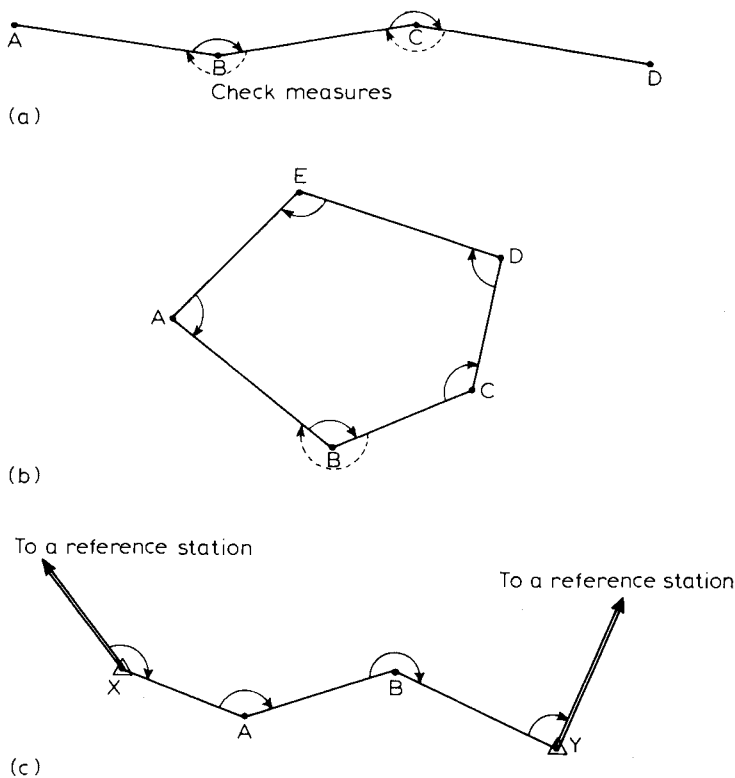 A
B
C
D
Check measures
(a)
E
D
A
C
B
(b)
To a reference station
To a reference station
X
A
B
Y
(c)